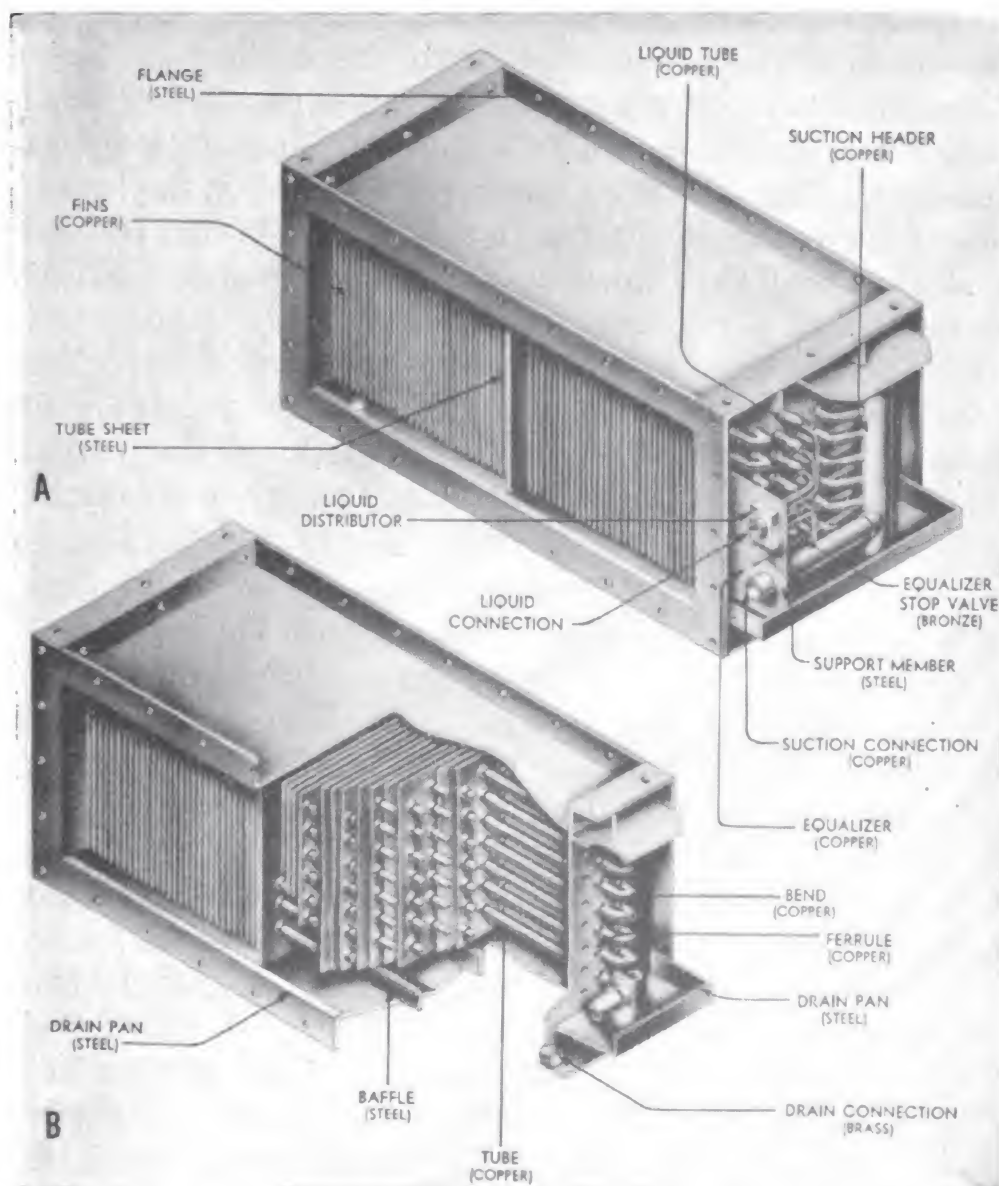 LIQUID TUBE
(COPPER)
FLANGE
(STEEL)
SUCTION HEADER
(COPPER)
FINS
(COPPER)
TUBE SHEET
(STEEL)
A
LIQUID
DISTRIBUTOR
LIQUID
CONNECTION
EQUALIZER
STOP VALVE
(BRONZE)
SUPPORT MEMBER
(STEEL)
SUCTION CONNECTION
(COPPER)
EQUALIZER
(COPPER)
BEND
(COPPER)
FERRULE
(COPPER)
DRAIN PAN
(STEEL)
DRAIN PAN
(STEEL)
BAFFLE
(STEEL)
B
DRAIN CONNECTION
(BRASS)
TUBE
(COPPER)